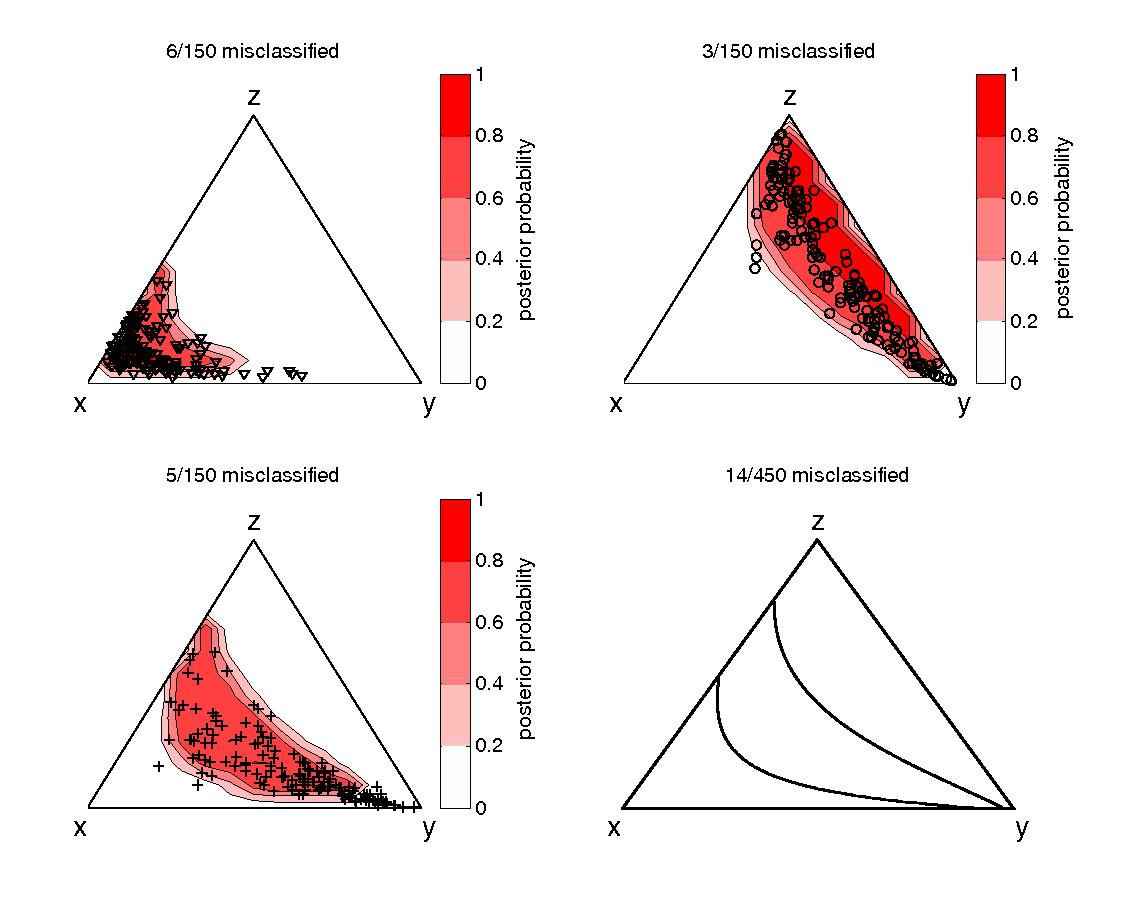 6/150 misclassified
z
x
y
1
0.8
0.6
0.4
0.2
0
posterior probability
3/150 misclassified
z
x
y
1
0.8
0.6
0.4
0.2
0
posterior probability
5/150 misclassified
z
x
y
1
0.8
0.6
0.4
0.2
0
posterior probability
14/450 misclassified
z
x
y